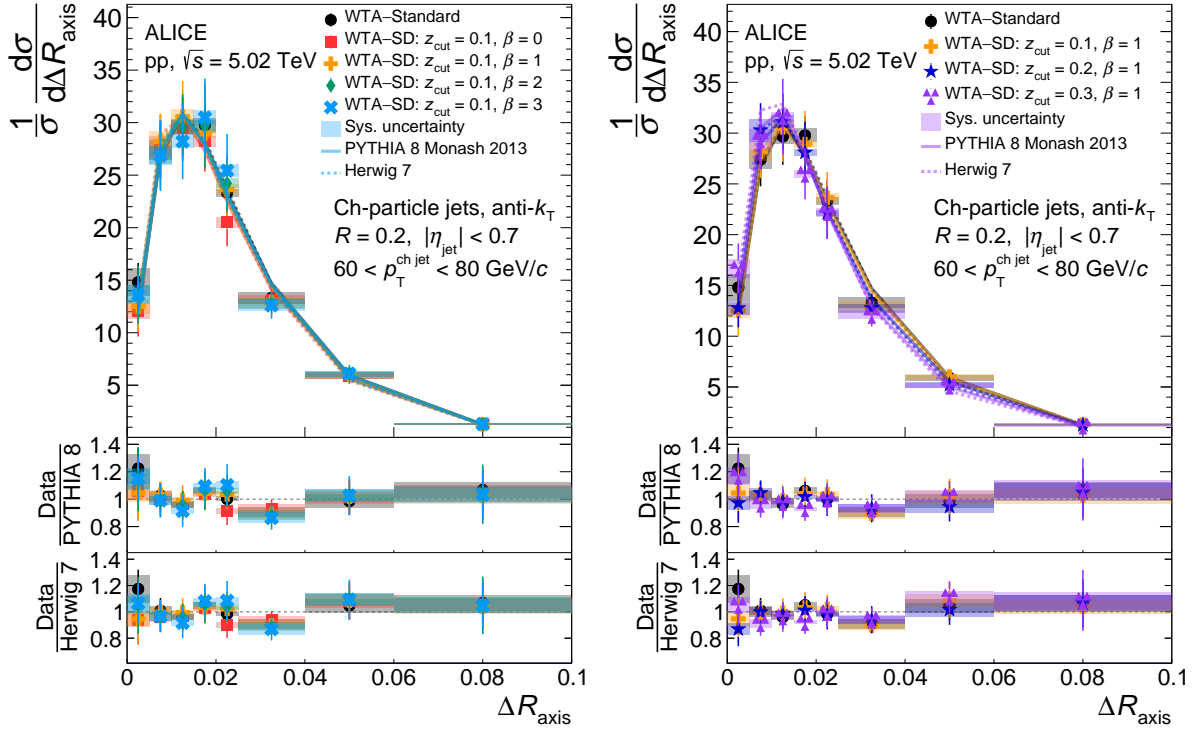 1/σ dσ/dΔR_axis
40
35
30
25
20
15
10
5
ALICE
pp, √s = 5.02 TeV
WTA–Standard
WTA–SD: z_cut = 0.1, β = 0
WTA–SD: z_cut = 0.1, β = 1
WTA–SD: z_cut = 0.1, β = 2
WTA–SD: z_cut = 0.1, β = 3
Sys. uncertainty
PYTHIA 8 Monash 2013
Herwig 7
Ch-particle jets, anti-k_T
R = 0.2, |η_jet| < 0.7
60 < p_T^ch jet < 80 GeV/c
Data
PYTHIA 8
1.4
1.2
1
0.8
Data
Herwig 7
1.4
1.2
1
0.8
0 0.02 0.04 0.06 0.08 0.1
ΔR_axis
1/σ dσ/dΔR_axis
40
35
30
25
20
15
10
5
ALICE
pp, √s = 5.02 TeV
WTA–Standard
WTA–SD: z_cut = 0.1, β = 1
WTA–SD: z_cut = 0.2, β = 1
WTA–SD: z_cut = 0.3, β = 1
Sys. uncertainty
PYTHIA 8 Monash 2013
Herwig 7
Ch-particle jets, anti-k_T
R = 0.2, |η_jet| < 0.7
60 < p_T^ch jet < 80 GeV/c
Data
PYTHIA 8
1.4
1.2
1
0.8
Data
Herwig 7
1.4
1.2
1
0.8
0 0.02 0.04 0.06 0.08 0.1
ΔR_axis